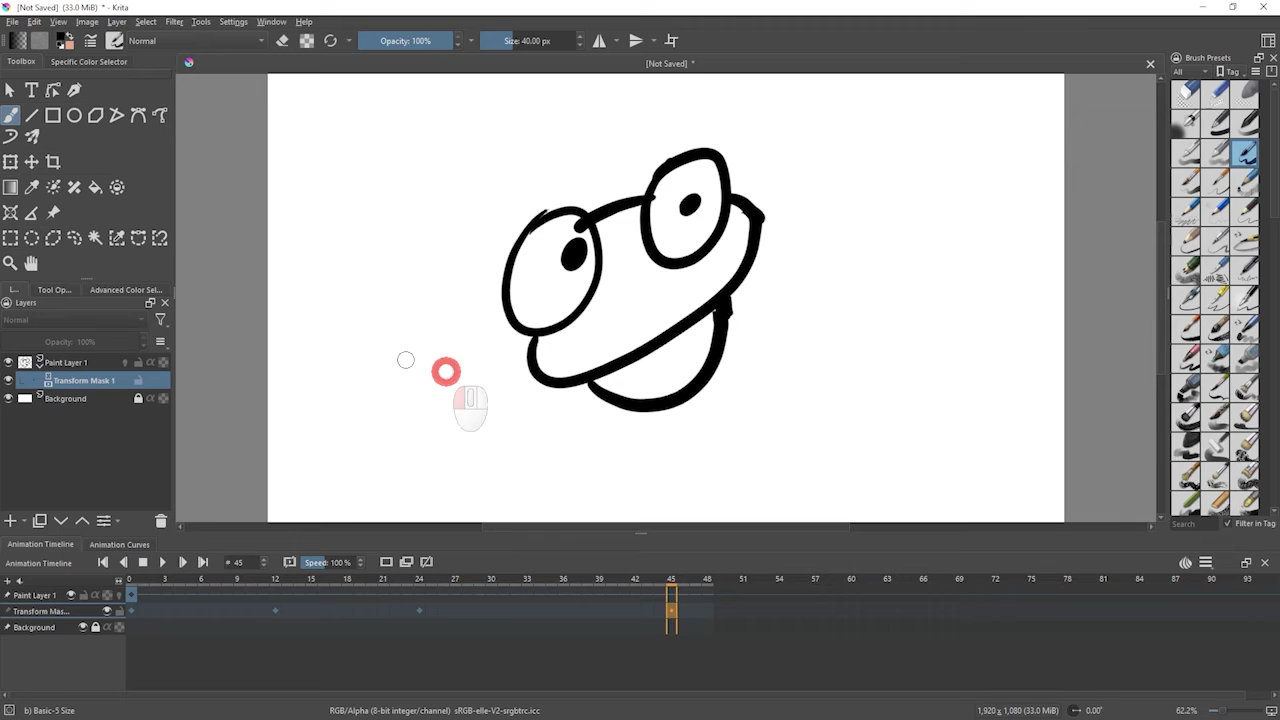 [Not Saved] (33.0 MiB) * - Krita
File Edit View Image Layer Select Filter Tools Settings Window Help
Normal Opacity: 100% Size: 40.00 px
Toolbox Specific Color Selector
[Not Saved] *
Brush Presets
All Tag
L... Tool Op... Advanced Color Sel...
Layers
Normal
Opacity: 100%
Paint Layer 1
Transform Mask 1
Background
Search Filter in Tag
Animation Timeline Animation Curves
Animation Timeline # 45 Speed: 100 %
0 3 6 9 12 15 18 21 24 27 30 33 36 39 42 45 48 51 54 57 60 63 66 69 72 75 78 81 84 87 90 93
Paint Layer 1
Transform Mas...
Background
b) Basic-5 Size RGB/Alpha (8-bit integer/channel) sRGB-elle-V2-srgbtrc.icc 1,920 x 1,080 (33.0 MiB) 0.00° 62.2%